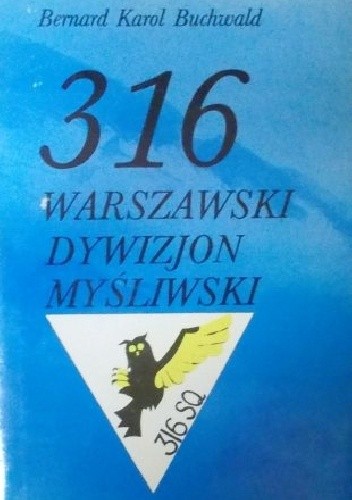 Bernard Karol Buchwald
316
WARSZAWSKI
DYWIZJON
MYŚLIWSKI
316 SQ